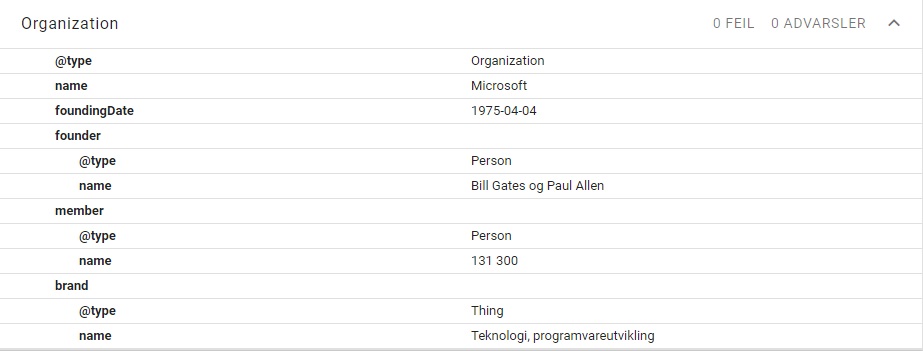 Organization 0 FEIL 0 ADVARSLER
@type Organization
name Microsoft
foundingDate 1975-04-04
founder
@type Person
name Bill Gates og Paul Allen
member
@type Person
name 131 300
brand
@type Thing
name Teknologi, programvareutvikling